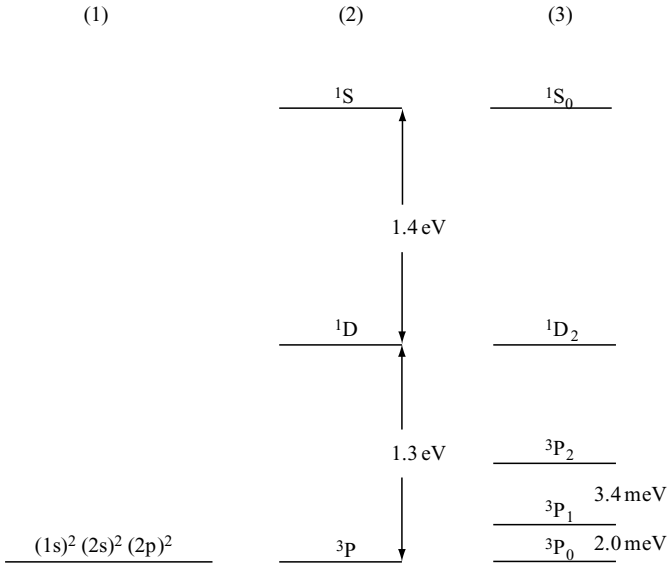 (1) (2) (3)
¹S ¹S₀
1.4 eV
¹D ¹D₂
1.3 eV
³P₂
3.4 meV
³P₁
(1s)² (2s)² (2p)² ³P ³P₀ 2.0 meV